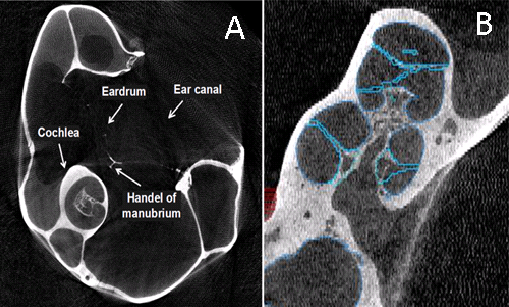 A
B
Eardrum
Ear canal
Cochlea
Handel of
manubrium